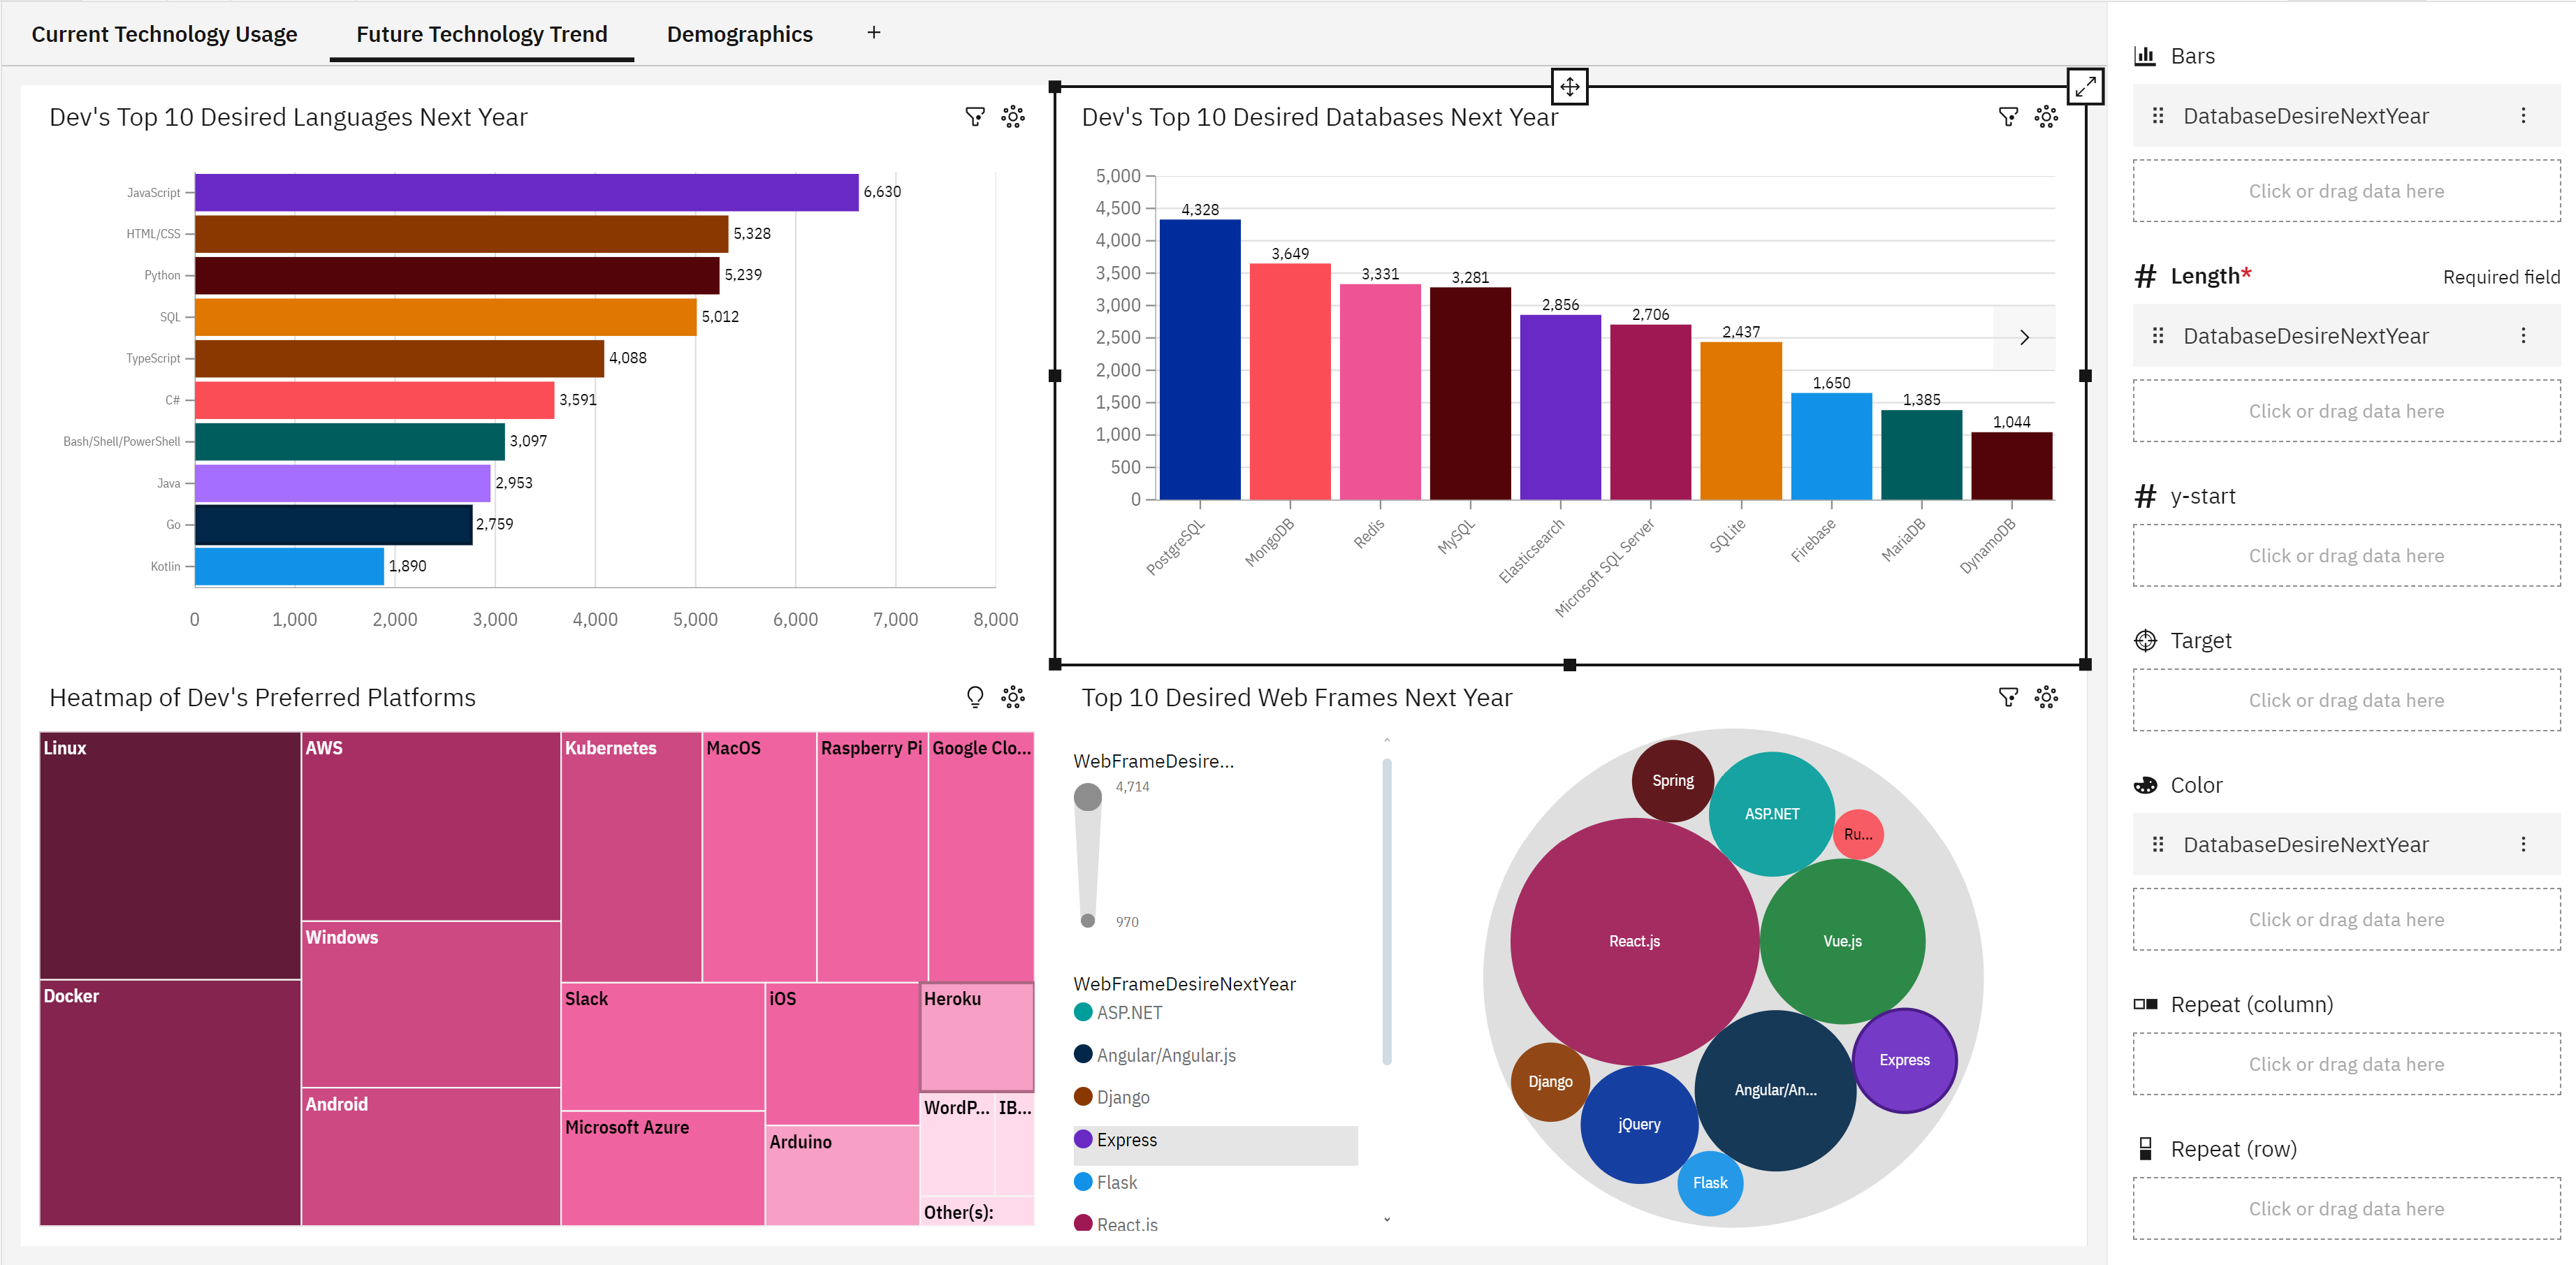 Current Technology Usage
Future Technology Trend
Demographics
+
Dev's Top 10 Desired Languages Next Year
JavaScript
6,630
HTML/CSS
5,328
Python
5,239
SQL
5,012
TypeScript
4,088
C#
3,591
Bash/Shell/PowerShell
3,097
Java
2,953
Go
2,759
Kotlin
1,890
0
1,000
2,000
3,000
4,000
5,000
6,000
7,000
8,000
Dev's Top 10 Desired Databases Next Year
5,000
4,500
4,000
3,500
3,000
2,500
2,000
1,500
1,000
500
0
4,328
3,649
3,331
3,281
2,856
2,706
2,437
1,650
1,385
1,044
PostgreSQL
MongoDB
Redis
MySQL
Elasticsearch
Microsoft SQL Server
SQLite
Firebase
MariaDB
DynamoDB
Heatmap of Dev's Preferred Platforms
Linux
AWS
Kubernetes
MacOS
Raspberry Pi
Google Clo...
Windows
Docker
Slack
iOS
Heroku
Android
WordP...
IB...
Microsoft Azure
Arduino
Other(s):
Top 10 Desired Web Frames Next Year
WebFrameDesire...
4,714
970
WebFrameDesireNextYear
ASP.NET
Angular/Angular.js
Django
Express
Flask
React.js
Spring
ASP.NET
Ru...
React.js
Vue.js
Express
Django
Angular/An...
jQuery
Flask
Bars
DatabaseDesireNextYear
Click or drag data here
# Length*
Required field
DatabaseDesireNextYear
Click or drag data here
# y-start
Click or drag data here
Target
Click or drag data here
Color
DatabaseDesireNextYear
Click or drag data here
Repeat (column)
Click or drag data here
Repeat (row)
Click or drag data here